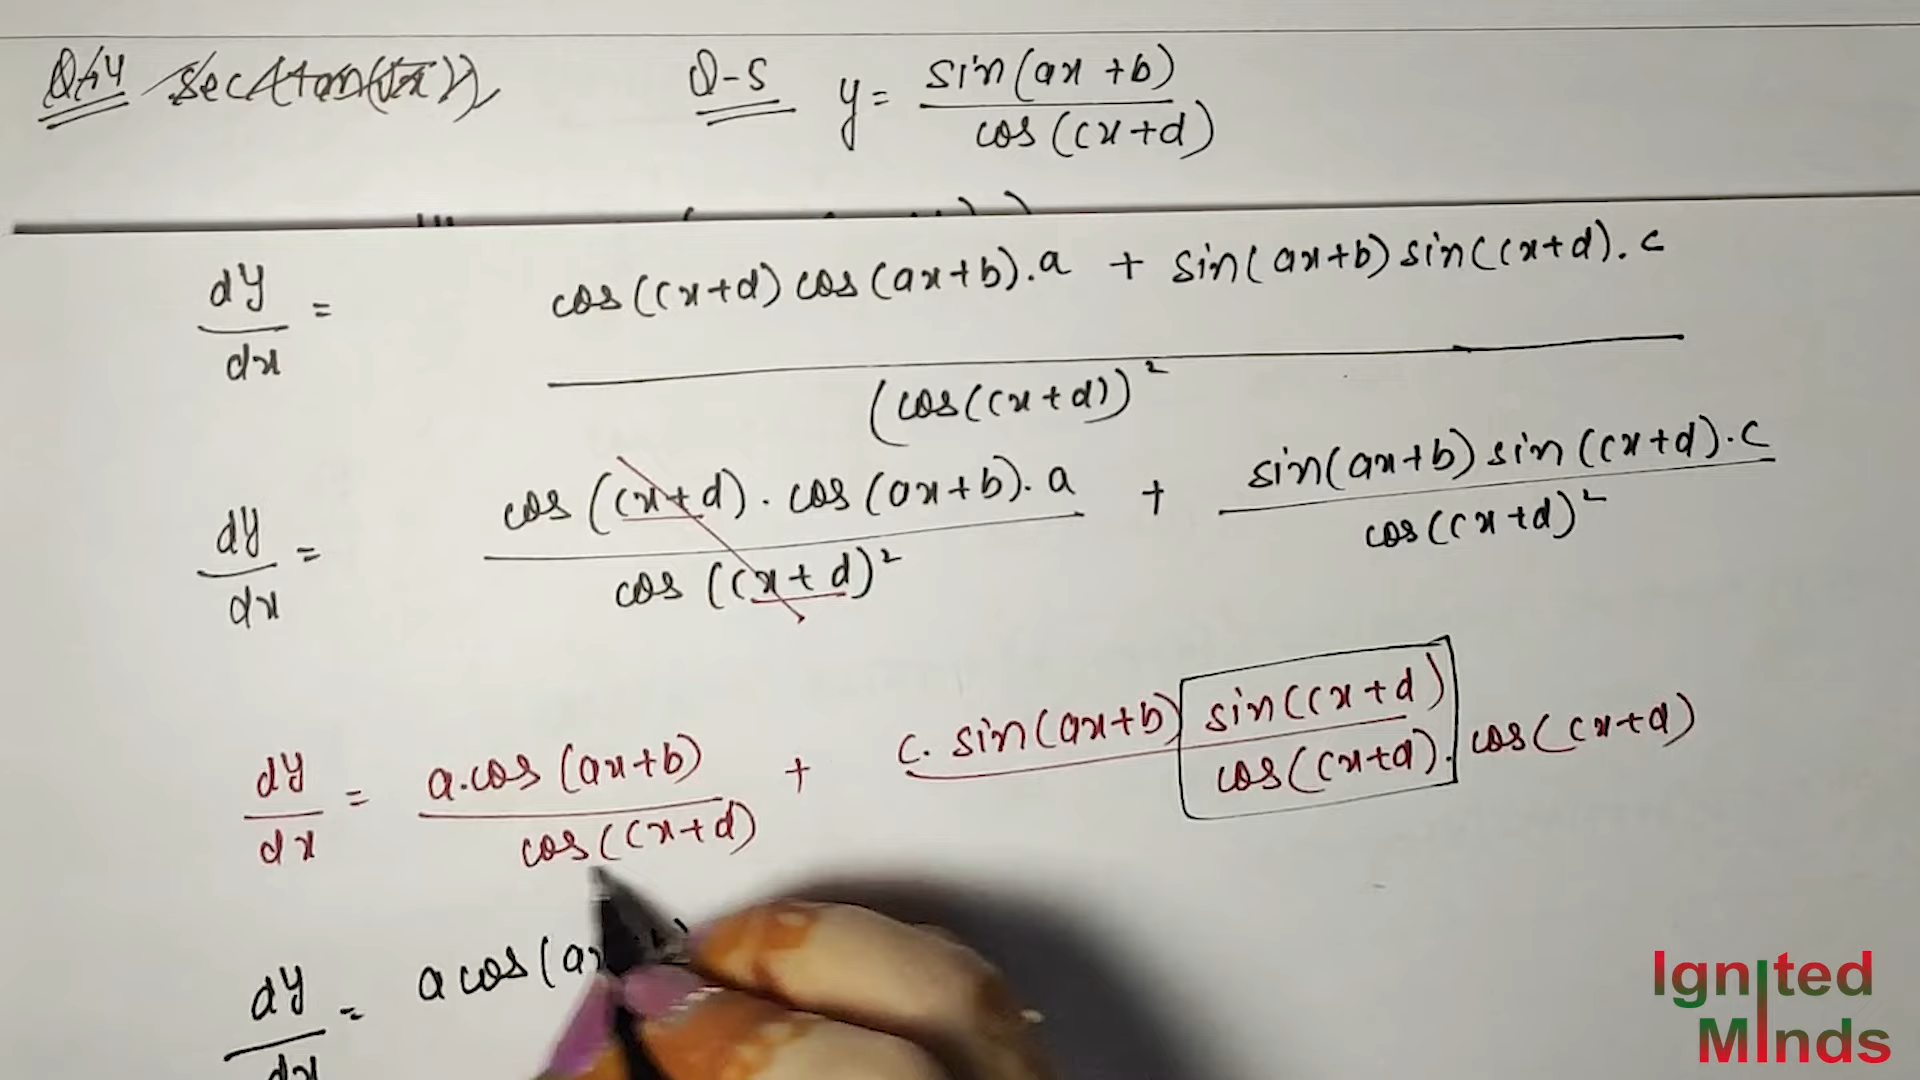 Q-4 sec(tan(√x)) Q-5 y = sin(ax+b) / cos(cx+d)
dy/dx = cos(cx+d) cos(ax+b).a + sin(ax+b) sin(cx+d).c / (cos(cx+d))²
dy/dx = cos(cx+d).cos(ax+b).a / cos(cx+d)² + sin(ax+b) sin(cx+d).c / cos(cx+d)²
dy/dx = a.cos(ax+b) / cos(cx+d) + c.sin(ax+b) sin(cx+d) / cos(cx+d).cos(cx+d)
dy/dx = a cos(ax
Ignited
Minds